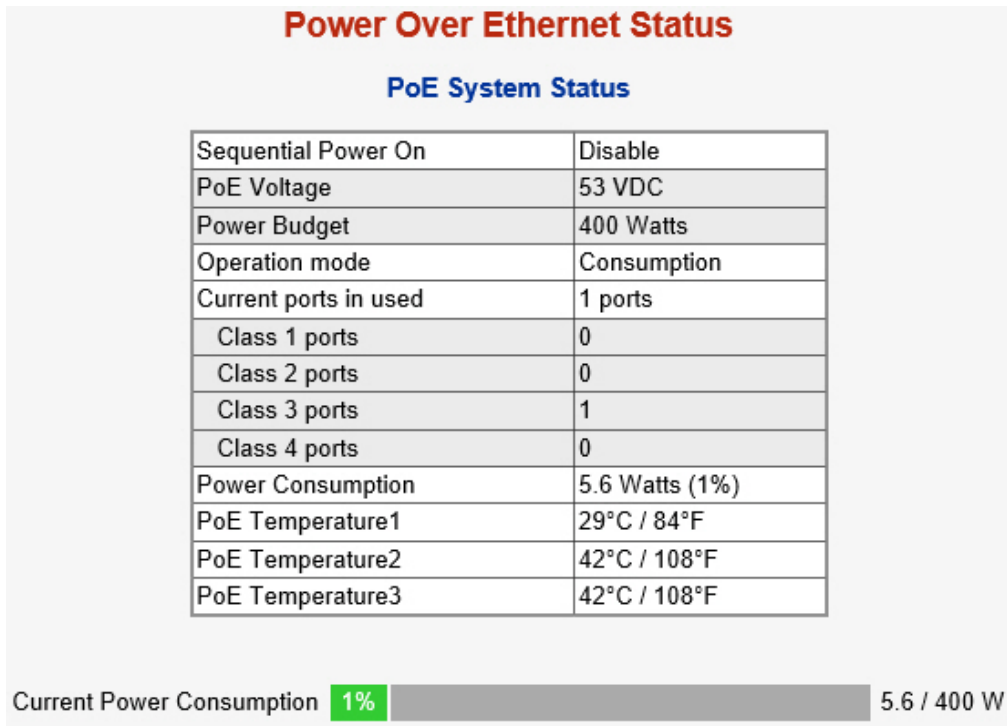 Power Over Ethernet Status
PoE System Status
Sequential Power On Disable
PoE Voltage 53 VDC
Power Budget 400 Watts
Operation mode Consumption
Current ports in used 1 ports
Class 1 ports 0
Class 2 ports 0
Class 3 ports 1
Class 4 ports 0
Power Consumption 5.6 Watts (1%)
PoE Temperature1 29°C / 84°F
PoE Temperature2 42°C / 108°F
PoE Temperature3 42°C / 108°F
Current Power Consumption 1% 5.6 / 400 W